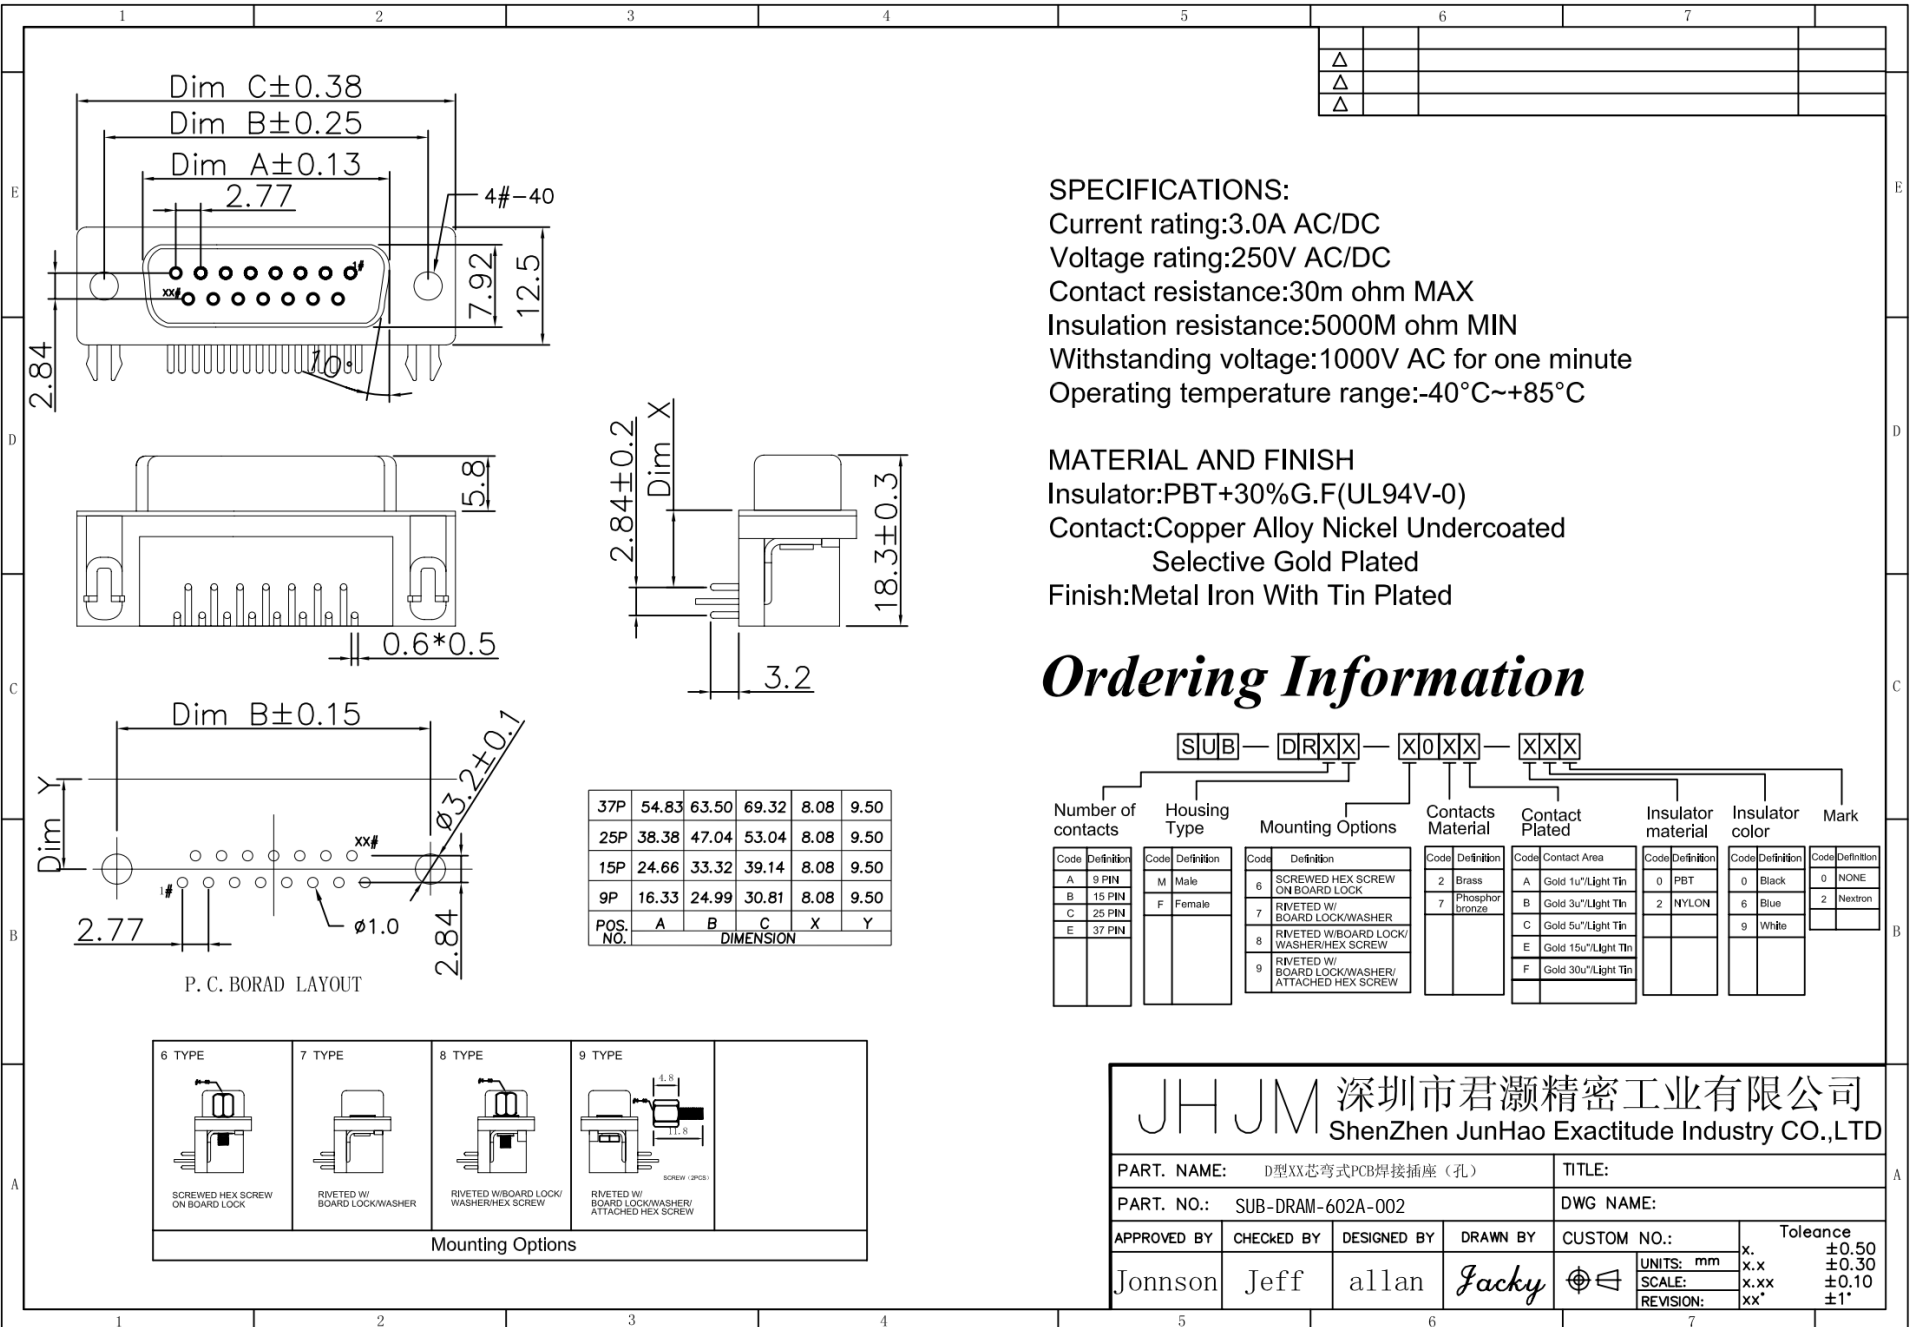 1 2 3 4 5 6 7
E
D
C
B
A
Dim C±0.38
Dim B±0.25
Dim A±0.13
2.77
4#-40
1#
xx#
7.92
12.5
2.84
10°
5.8
0.6*0.5
2.84±0.2
Dim X
18.3±0.3
3.2
Dim B±0.15
Dim Y
ø3.2±0.1
xx#
1#
2.77
ø1.0
2.84
P.C.BORAD LAYOUT
37P 54.83 63.50 69.32 8.08 9.50
25P 38.38 47.04 53.04 8.08 9.50
15P 24.66 33.32 39.14 8.08 9.50
9P 16.33 24.99 30.81 8.08 9.50
POS. NO. A B C X Y
DIMENSION
6 TYPE
SCREWED HEX SCREW
ON BOARD LOCK
7 TYPE
RIVETED W/
BOARD LOCK/WASHER
8 TYPE
RIVETED W/BOARD LOCK/
WASHER/HEX SCREW
9 TYPE
4.8
11.8
SCREW (2PCS)
RIVETED W/
BOARD LOCK/WASHER/
ATTACHED HEX SCREW
Mounting Options
SPECIFICATIONS:
Current rating:3.0A AC/DC
Voltage rating:250V AC/DC
Contact resistance:30m ohm MAX
Insulation resistance:5000M ohm MIN
Withstanding voltage:1000V AC for one minute
Operating temperature range:-40°C~+85°C
MATERIAL AND FINISH
Insulator:PBT+30%G.F(UL94V-0)
Contact:Copper Alloy Nickel Undercoated
Selective Gold Plated
Finish:Metal Iron With Tin Plated
Ordering Information
SUB — DRXX — X0XX — XXX
Number of
contacts
Code Definition
A 9 PIN
B 15 PIN
C 25 PIN
E 37 PIN
Housing
Type
Code Definition
M Male
F Female
Mounting Options
Code Definition
6 SCREWED HEX SCREW
ON BOARD LOCK
7 RIVETED W/
BOARD LOCK/WASHER
8 RIVETED W/BOARD LOCK/
WASHER/HEX SCREW
9 RIVETED W/
BOARD LOCK/WASHER/
ATTACHED HEX SCREW
Contacts
Material
Code Definition
2 Brass
7 Phosphor
bronze
Contact
Plated
Code Contact Area
A Gold 1u"/Light Tin
B Gold 3u"/Light Tin
C Gold 5u"/Light Tin
E Gold 15u"/Light Tin
F Gold 30u"/Light Tin
Insulator
material
Code Definition
0 PBT
2 NYLON
Insulator
color
Code Definition
0 Black
6 Blue
9 White
Mark
Code Definition
0 NONE
2 Nextron
JHJM 深圳市君灏精密工业有限公司
ShenZhen JunHao Exactitude Industry CO.,LTD
PART. NAME: D型XX芯弯式PCB焊接插座（孔）
TITLE:
PART. NO.: SUB-DRAM-602A-002
DWG NAME:
APPROVED BY CHECkED BY DESIGNED BY DRAWN BY
Jonnson Jeff allan Jacky
CUSTOM NO.:
UNITS: mm
SCALE:
REVISION:
Toleance
x. ±0.50
x.x ±0.30
x.xx ±0.10
xx° ±1°
E
D
C
B
A
1 2 3 4 5 6 7